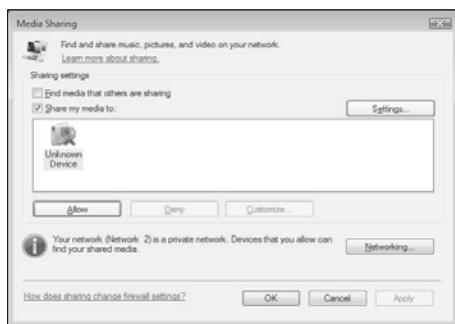 Media Sharing
Find and share music, pictures, and video on your network.
Learn more about sharing.
Sharing settings
Find media that others are sharing
Share my media to:
Settings...
Unknown
Device
Allow
Deny
Customize...
Your network (Network 2) is a private network. Devices that you allow can
find your shared media.
Networking...
How does sharing change firewall settings?
OK
Cancel
Apply